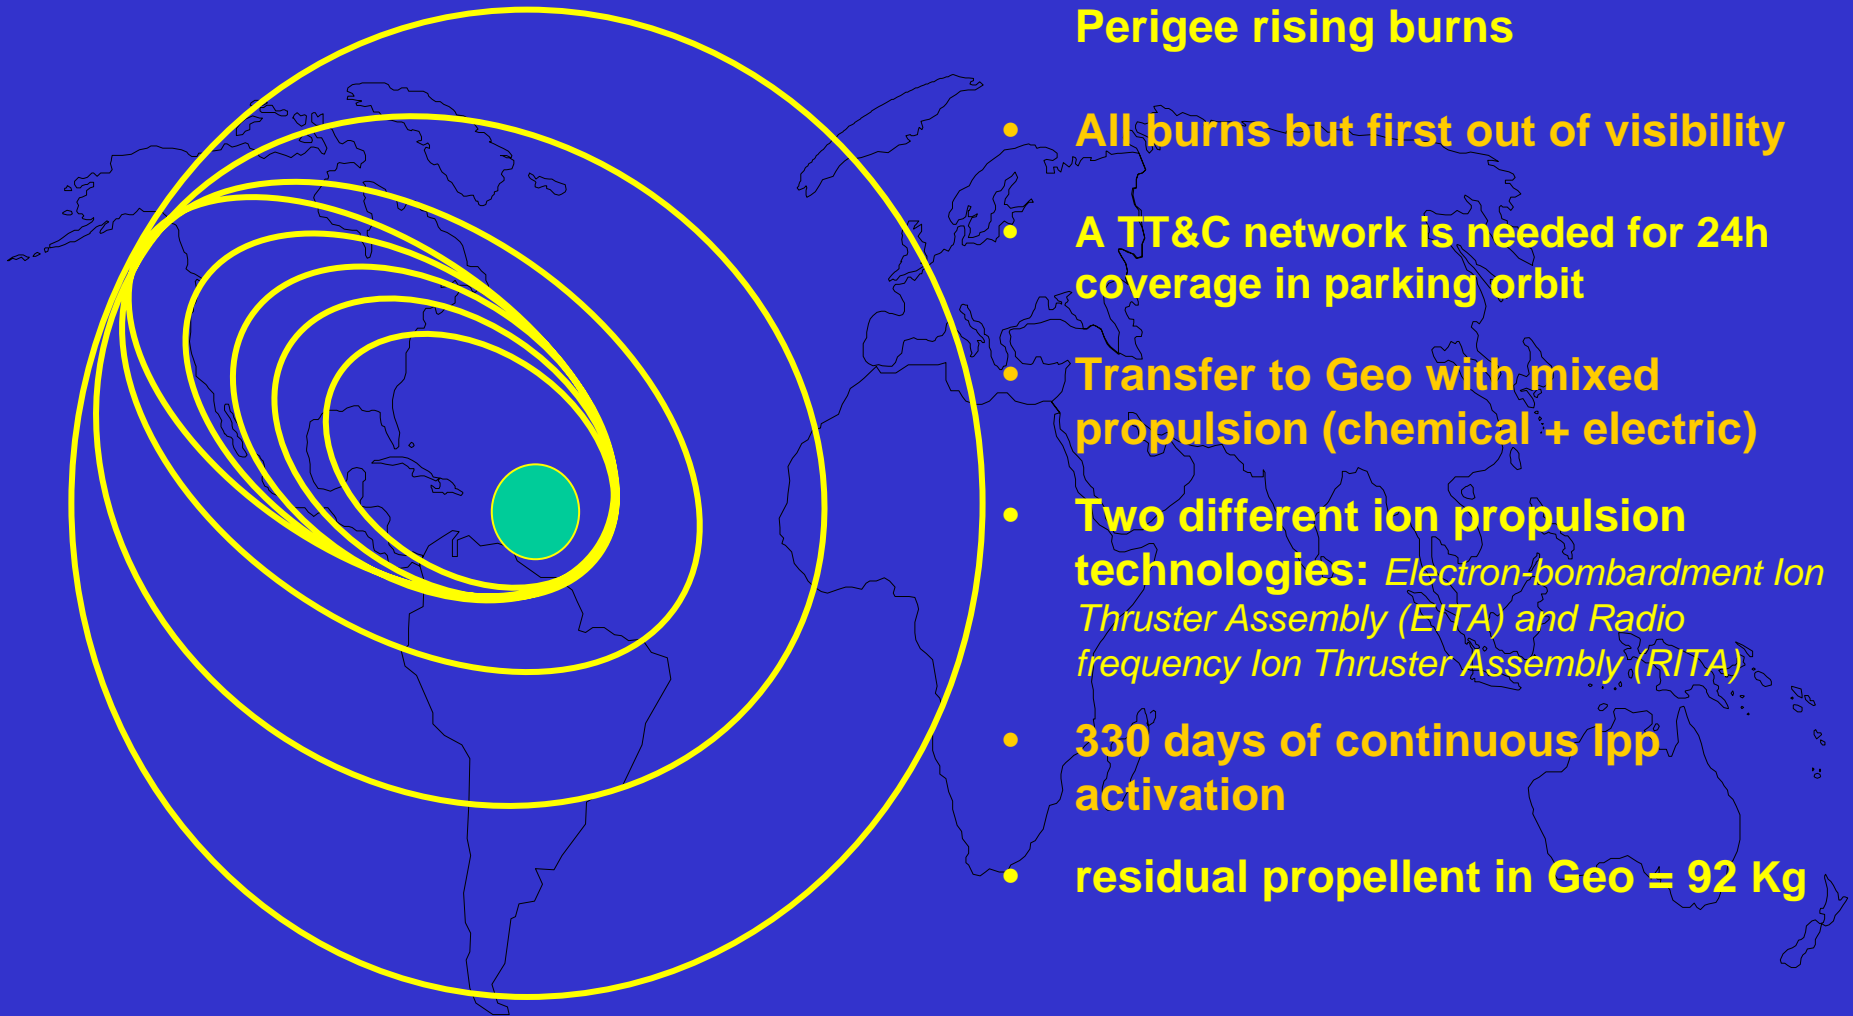 Perigee rising burns
• All burns but first out of visibility
• A TT&C network is needed for 24h
coverage in parking orbit
• Transfer to Geo with mixed
propulsion (chemical + electric)
• Two different ion propulsion
technologies: Electron-bombardment Ion
Thruster Assembly (EITA) and Radio
frequency Ion Thruster Assembly (RITA)
• 330 days of continuous Ipp
activation
• residual propellent in Geo = 92 Kg